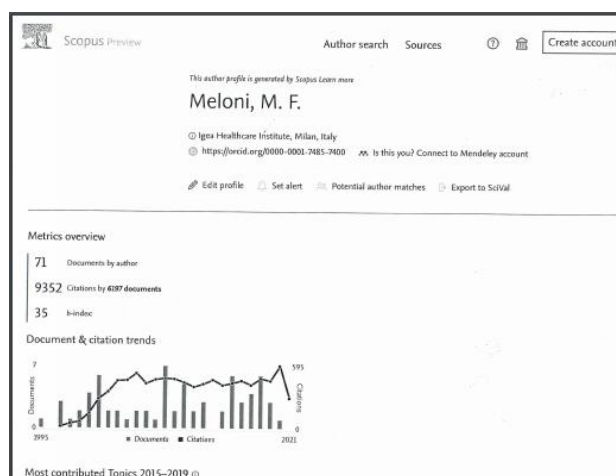 Scopus Preview
Author search Sources Create account
This author profile is generated by Scopus Learn more
Meloni, M. F.
Igea Healthcare Institute, Milan, Italy
https://orcid.org/0000-0001-7485-7400 Is this you? Connect to Mendeley account
Edit profile Set alert Potential author matches Export to SciVal
Metrics overview
71 Documents by author
9352 Citations by 6197 documents
35 h-index
Document & citation trends
7
595
Documents
Citations
0
0
1995
Documents Citations
2021
Most contributed Topics 2015–2019